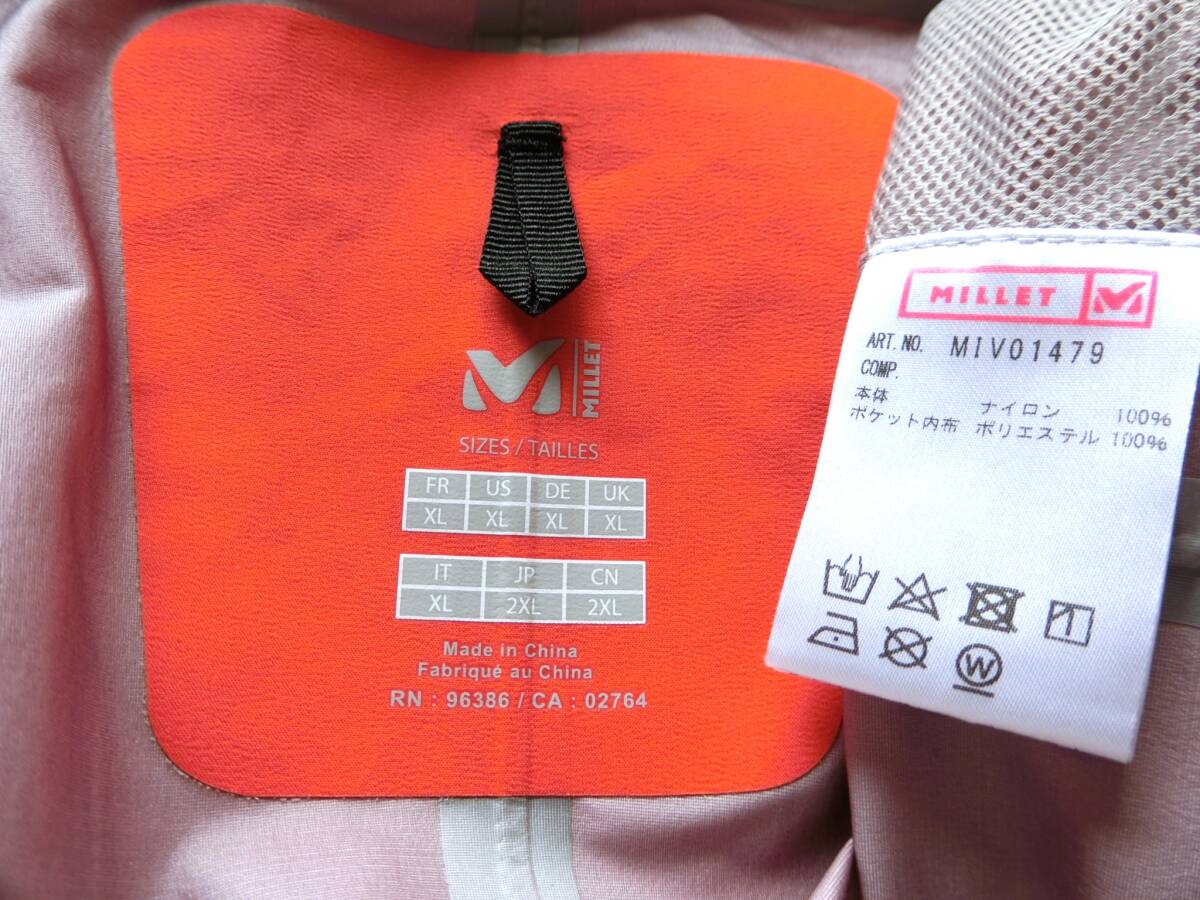 MILLET
SIZES / TAILLES
FR US DE UK
XL XL XL XL
IT JP CN
XL 2XL 2XL
Made in China
Fabriqué au China
RN : 96386 / CA : 02764
MILLET
ART. NO. MIV01479
COMP.
本体 ナイロン 100%
ポケット内布 ポリエステル 100%
W